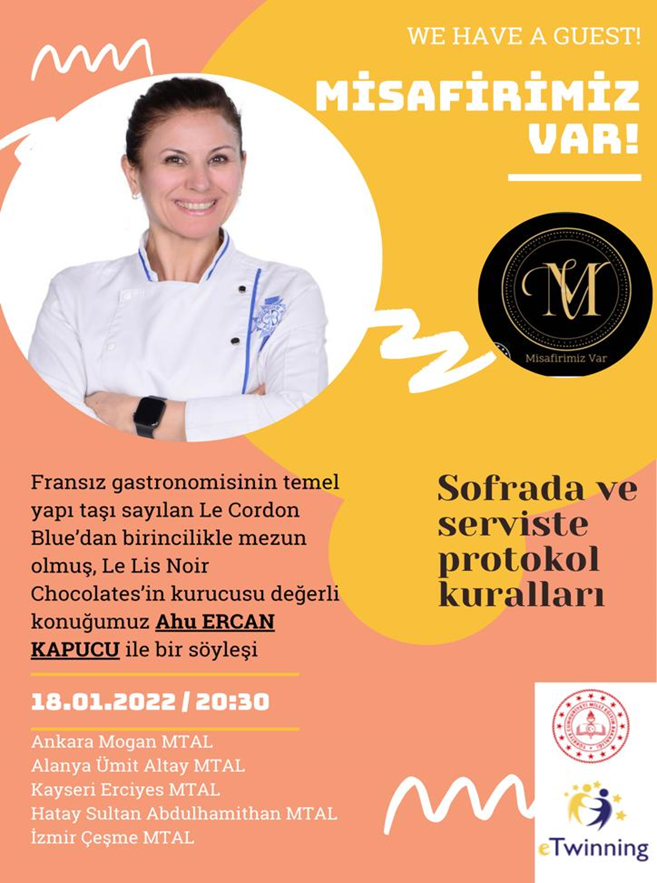 WE HAVE A GUEST!
MİSAFİRİMİZ
VAR!
VM
Misafirimiz Var
Fransız gastronomisinin temel
yapı taşı sayılan Le Cordon
Blue’dan birincilikle mezun
olmuş, Le Lis Noir
Chocolates’in kurucusu değerli
konuğumuz Ahu ERCAN
KAPUCU ile bir söyleşi
Sofrada ve
serviste
protokol
kuralları
18.01.2022 / 20:30
Ankara Mogan MTAL
Alanya Ümit Altay MTAL
Kayseri Erciyes MTAL
Hatay Sultan Abdulhamithan MTAL
İzmir Çeşme MTAL
eTwinning